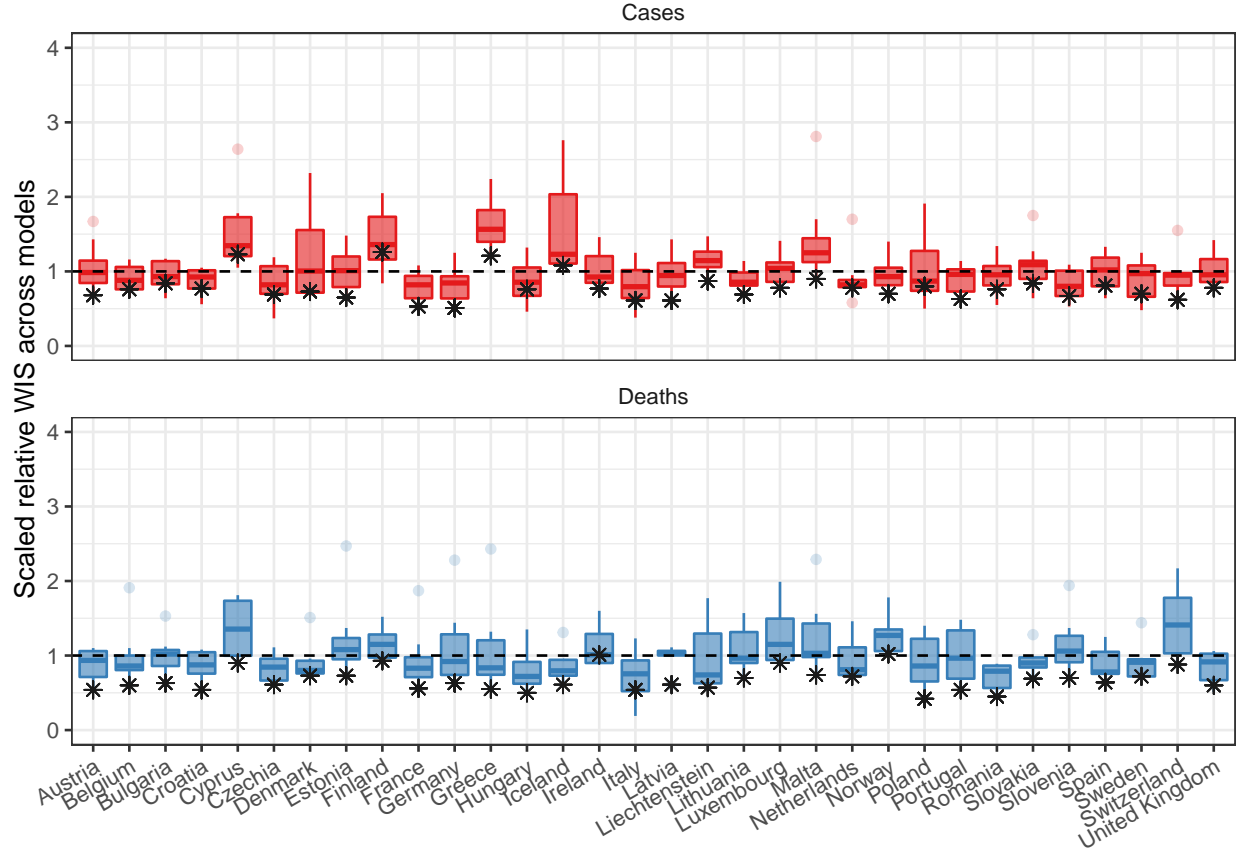 Cases
Scaled relative WIS across models
4
3
2
1
0
Deaths
4
3
2
1
0
Austria
Belgium
Bulgaria
Croatia
Cyprus
Czechia
Denmark
Estonia
Finland
France
Germany
Greece
Hungary
Iceland
Ireland
Italy
Latvia
Liechtenstein
Lithuania
Luxembourg
Malta
Netherlands
Norway
Poland
Portugal
Romania
Slovakia
Slovenia
Spain
Sweden
Switzerland
United Kingdom